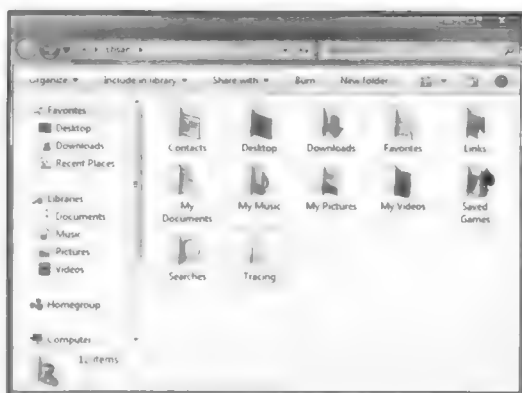 Organize Include in library Share with Burn New folder
Favorites
Desktop
Downloads
Recent Places
Libraries
Documents
Music
Pictures
Videos
Homegroup
Computer
Contacts Desktop Downloads Favorites Links
My Documents My Music My Pictures My Videos Saved Games
Searches Tracing
items